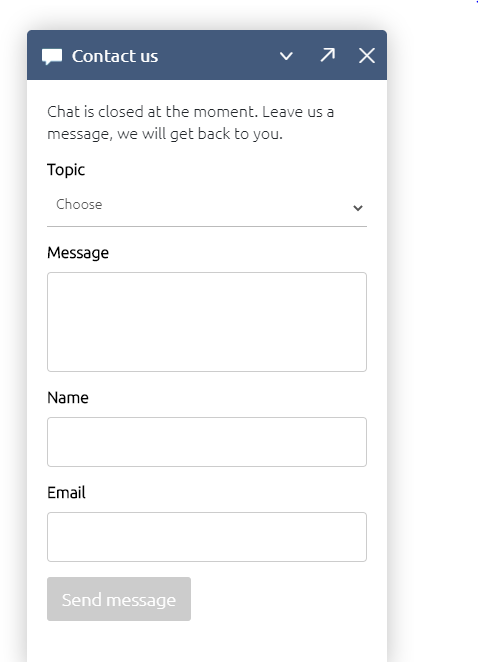 Contact us
Chat is closed at the moment. Leave us a
message, we will get back to you.
Topic
Choose
Message
Name
Email
Send message